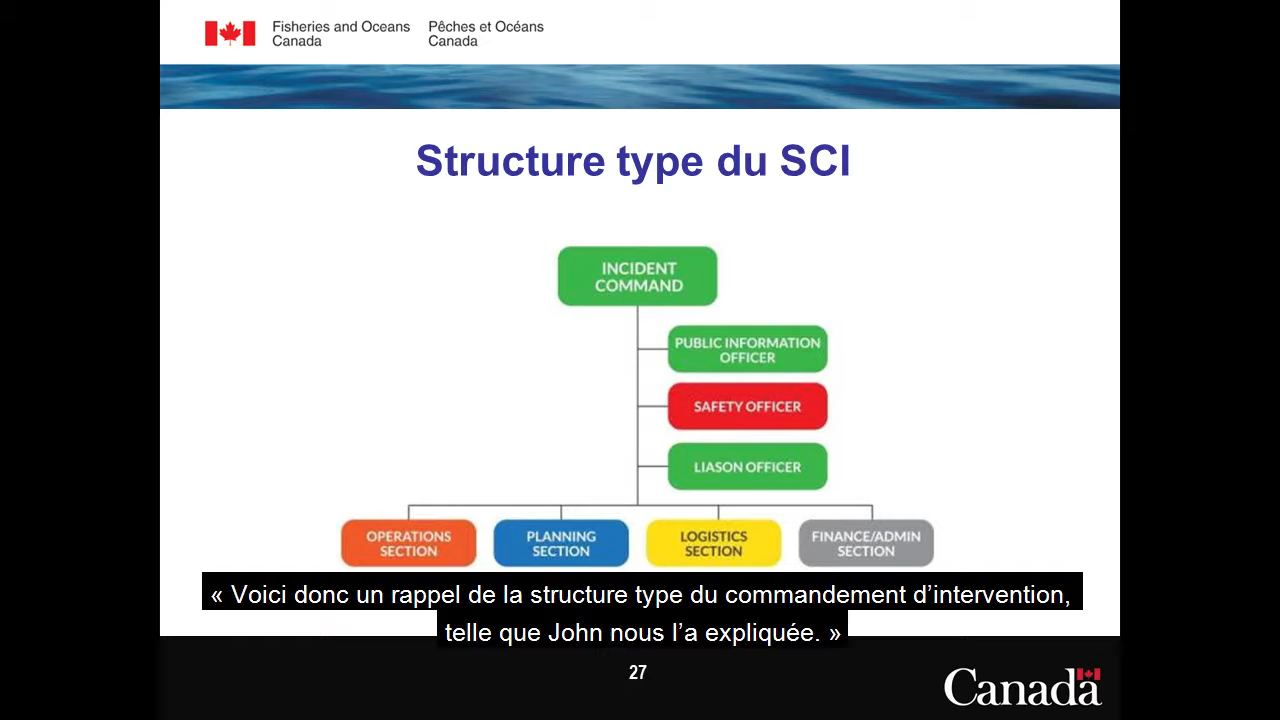 Fisheries and Oceans
Canada
Pêches et Océans
Canada
Structure type du SCI
INCIDENT
COMMAND
PUBLIC INFORMATION
OFFICER
SAFETY OFFICER
LIASON OFFICER
OPERATIONS
SECTION
PLANNING
SECTION
LOGISTICS
SECTION
FINANCE/ADMIN
SECTION
« Voici donc un rappel de la structure type du commandement d’intervention,
telle que John nous l’a expliquée. »
27
Canada